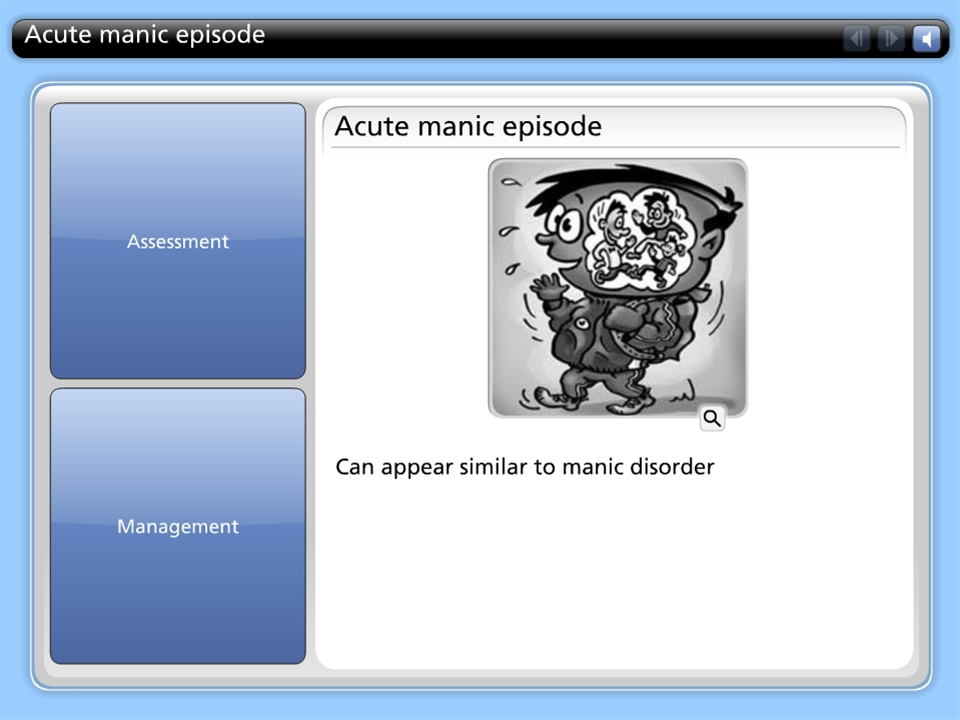 Acute manic episode
Assessment
Management
Acute manic episode
Can appear similar to manic disorder